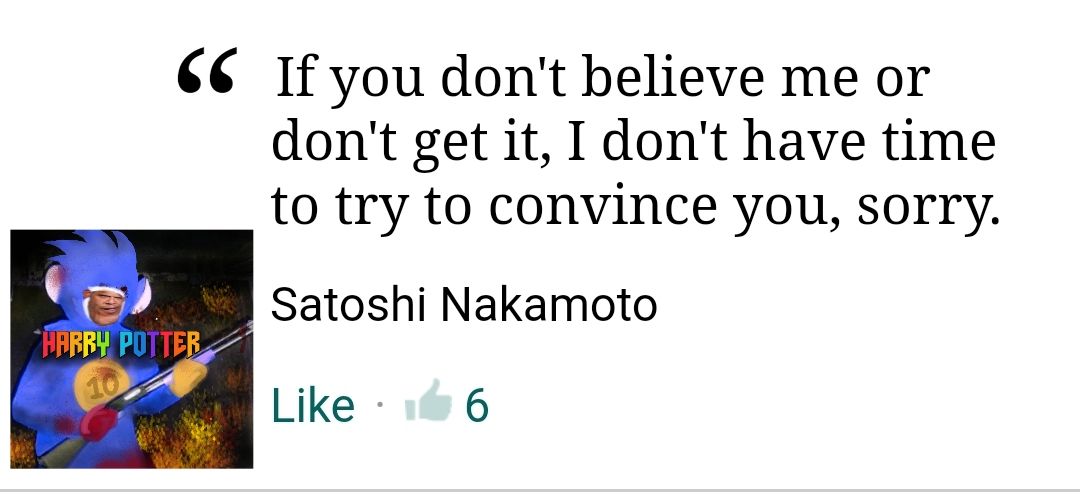 “ If you don't believe me or
don't get it, I don't have time
to try to convince you, sorry.
HARRY POTTER
10
Satoshi Nakamoto
Like · 6